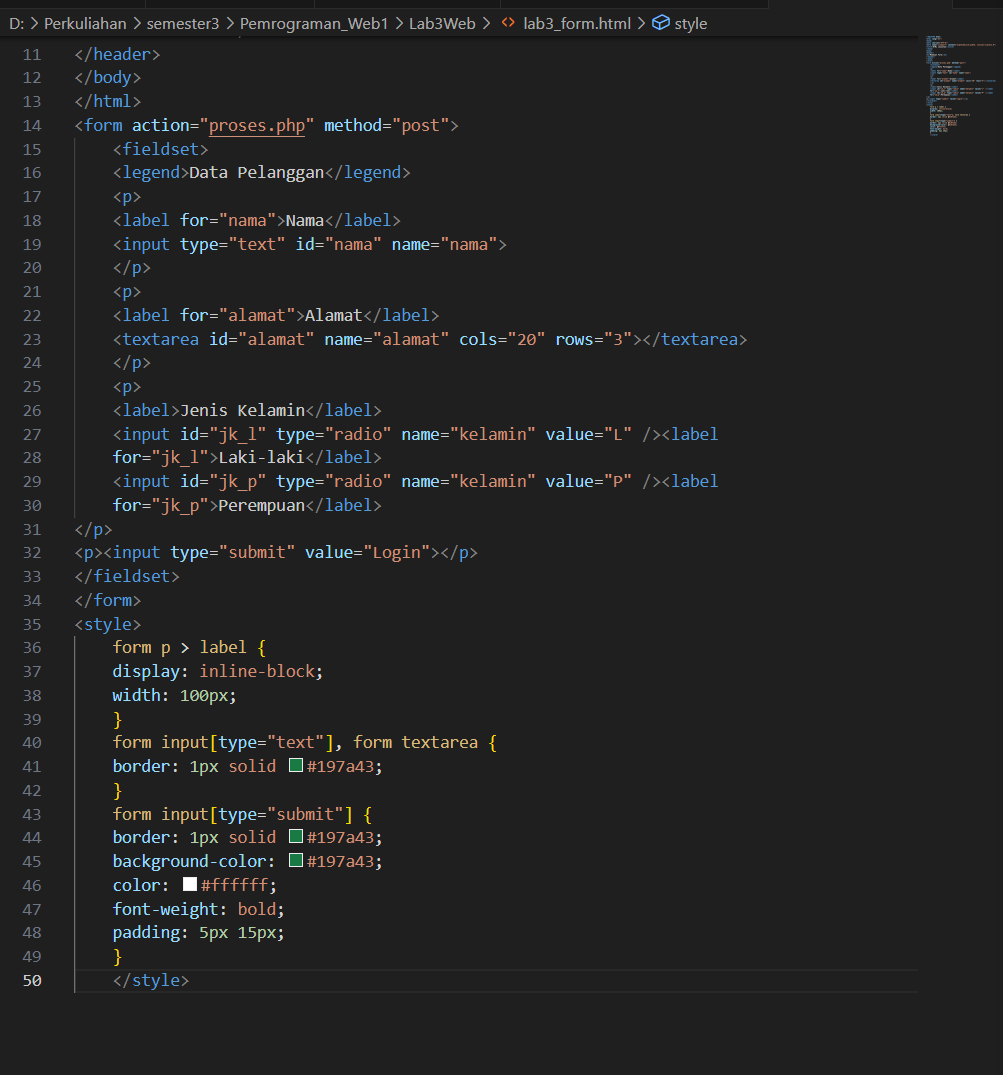 D: > Perkuliahan > semester3 > Pemrograman_Web1 > Lab3Web > <> lab3_form.html > style
11 </header>
12 </body>
13 </html>
14 <form action="proses.php" method="post">
15 <fieldset>
16 <legend>Data Pelanggan</legend>
17 <p>
18 <label for="nama">Nama</label>
19 <input type="text" id="nama" name="nama">
20 </p>
21 <p>
22 <label for="alamat">Alamat</label>
23 <textarea id="alamat" name="alamat" cols="20" rows="3"></textarea>
24 </p>
25 <p>
26 <label>Jenis Kelamin</label>
27 <input id="jk_l" type="radio" name="kelamin" value="L" /><label
28 for="jk_l">Laki-laki</label>
29 <input id="jk_p" type="radio" name="kelamin" value="P" /><label
30 for="jk_p">Perempuan</label>
31 </p>
32 <p><input type="submit" value="Login"></p>
33 </fieldset>
34 </form>
35 <style>
36 form p > label {
37 display: inline-block;
38 width: 100px;
39 }
40 form input[type="text"], form textarea {
41 border: 1px solid #197a43;
42 }
43 form input[type="submit"] {
44 border: 1px solid #197a43;
45 background-color: #197a43;
46 color: #ffffff;
47 font-weight: bold;
48 padding: 5px 15px;
49 }
50 </style>